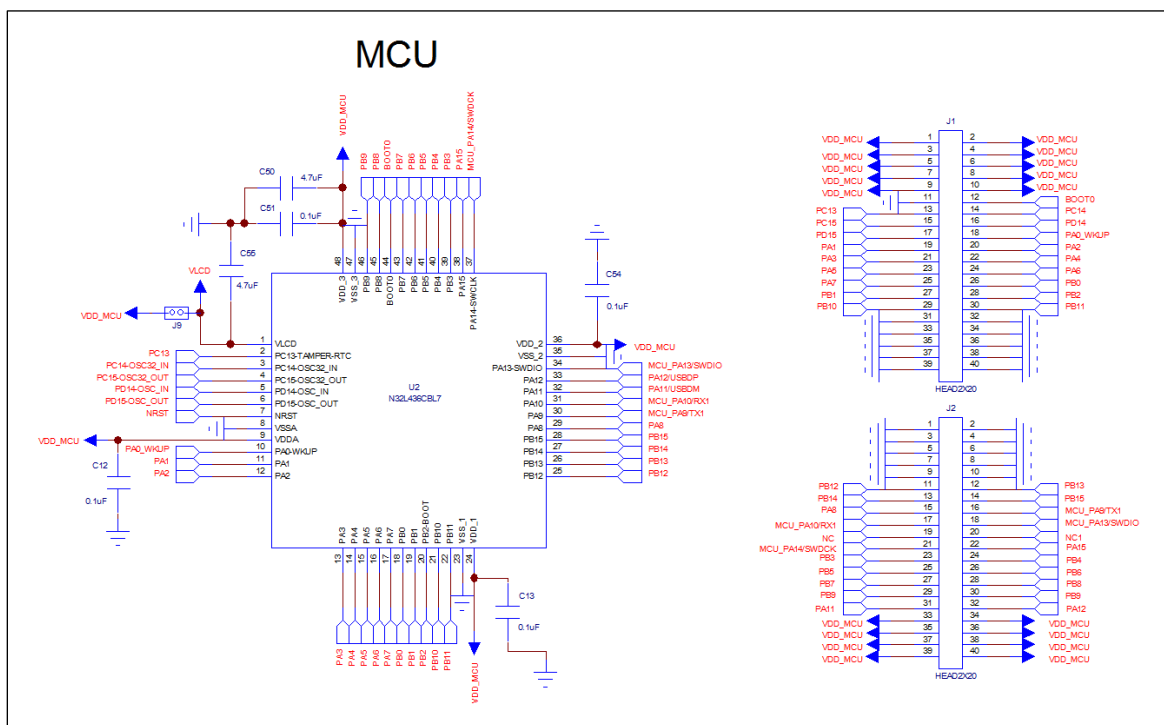 MCU
VDD_MCU
PB9
PB8
BOOT0
PB7
PB6
PB5
PB4
PB3
PA15
MCU_PA14/SWDCK
C50
4.7uF
C51
0.1uF
C55
4.7uF
VLCD
VDD_MCU
J9
48 47 46 45 44 43 42 41 40 39 38 37
VDD_3
VSS_3
PB9
PB8
BOOT0
PB7
PB6
PB5
PB4
PB3
PA15
PA14-SWCLK
C54
0.1uF
PC13
PC14-OSC32_IN
PC15-OSC32_OUT
PD14-OSC_IN
PD15-OSC_OUT
NRST
VDD_MCU
PA0_WKUP
PA1
PA2
C12
0.1uF
1 VLCD
2 PC13-TAMPER-RTC
3 PC14-OSC32_IN
4 PC15-OSC32_OUT
5 PD14-OSC_IN
6 PD15-OSC_OUT
7 NRST
8 VSSA
9 VDDA
10 PA0-WKUP
11 PA1
12 PA2
U2
N32L436CBL7
VDD_2 36
VSS_2 35
PA13-SWDIO 34
PA12 33
PA11 32
PA10 31
PA9 30
PA8 29
PB15 28
PB14 27
PB13 26
PB12 25
VDD_MCU
MCU_PA13/SWDIO
PA12/USBDP
PA11/USBDM
MCU_PA10/RX1
MCU_PA9/TX1
PA8
PB15
PB14
PB13
PB12
PA3
PA4
PA5
PA6
PA7
PB0
PB1
PB2-BOOT
PB10
PB11
VSS_1
VDD_1
13 14 15 16 17 18 19 20 21 22 23 24
PA3
PA4
PA5
PA6
PA7
PB0
PB1
PB2
PB10
PB11
C13
0.1uF
VDD_MCU
J1
VDD_MCU 1 2 VDD_MCU
VDD_MCU 3 4 VDD_MCU
VDD_MCU 5 6 VDD_MCU
VDD_MCU 7 8 VDD_MCU
VDD_MCU 9 10 VDD_MCU
11 12 BOOT0
PC13 13 14 PC14
PC15 15 16 PD14
PD15 17 18 PA0_WKUP
PA1 19 20 PA2
PA3 21 22 PA4
PA5 23 24 PA6
PA7 25 26 PB0
PB1 27 28 PB2
PB10 29 30 PB11
31 32
33 34
35 36
37 38
39 40
HEAD2X20
J2
1 2
3 4
5 6
7 8
9 10
PB12 11 12 PB13
PB14 13 14 PB15
PA8 15 16 MCU_PA9/TX1
MCU_PA10/RX1 17 18 MCU_PA13/SWDIO
NC 19 20 NC1
MCU_PA14/SWDCK 21 22 PA15
PB3 23 24 PB4
PB5 25 26 PB6
PB7 27 28 PB8
PB9 29 30 PB9
PA11 31 32 PA12
VDD_MCU 33 34 VDD_MCU
VDD_MCU 35 36 VDD_MCU
VDD_MCU 37 38 VDD_MCU
VDD_MCU 39 40 VDD_MCU
HEAD2X20